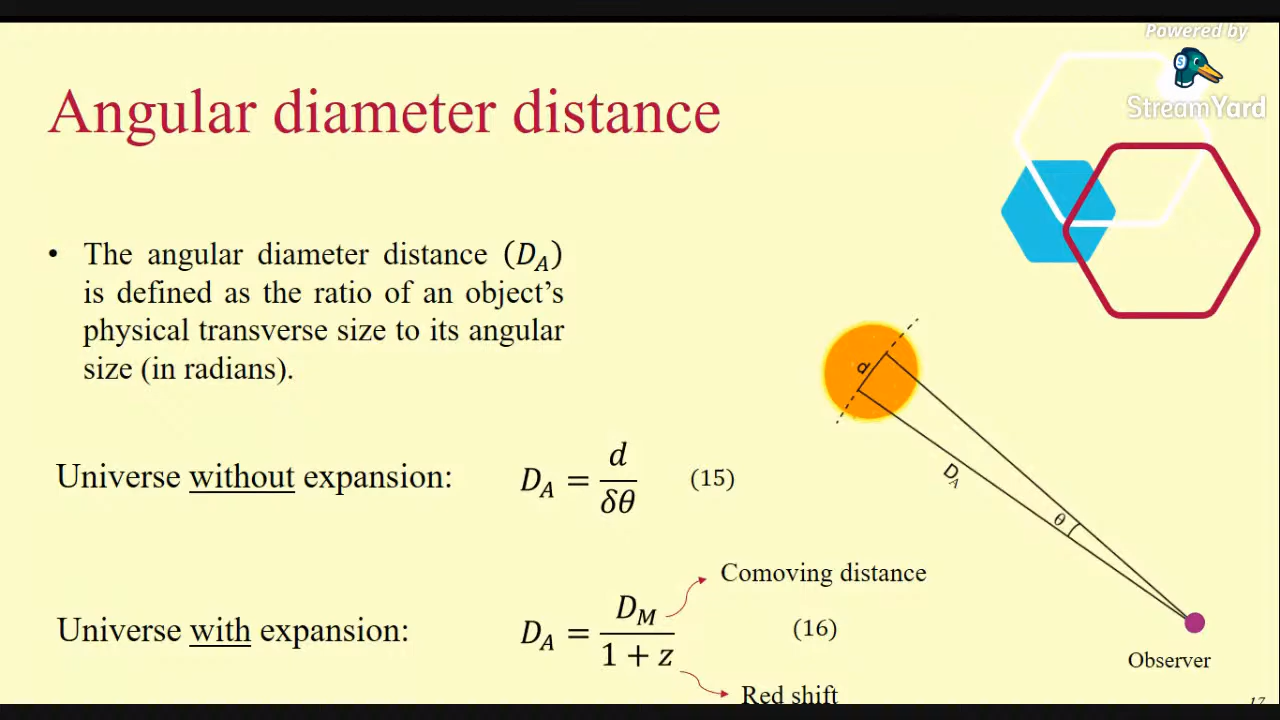 Powered by
StreamYard
Angular diameter distance
• The angular diameter distance (D_A)
is defined as the ratio of an object's
physical transverse size to its angular
size (in radians).
Universe without expansion: D_A = d/δθ (15)
Comoving distance
Universe with expansion: D_A = D_M/(1 + z) (16)
Red shift
d
D_A
θ
Observer
17